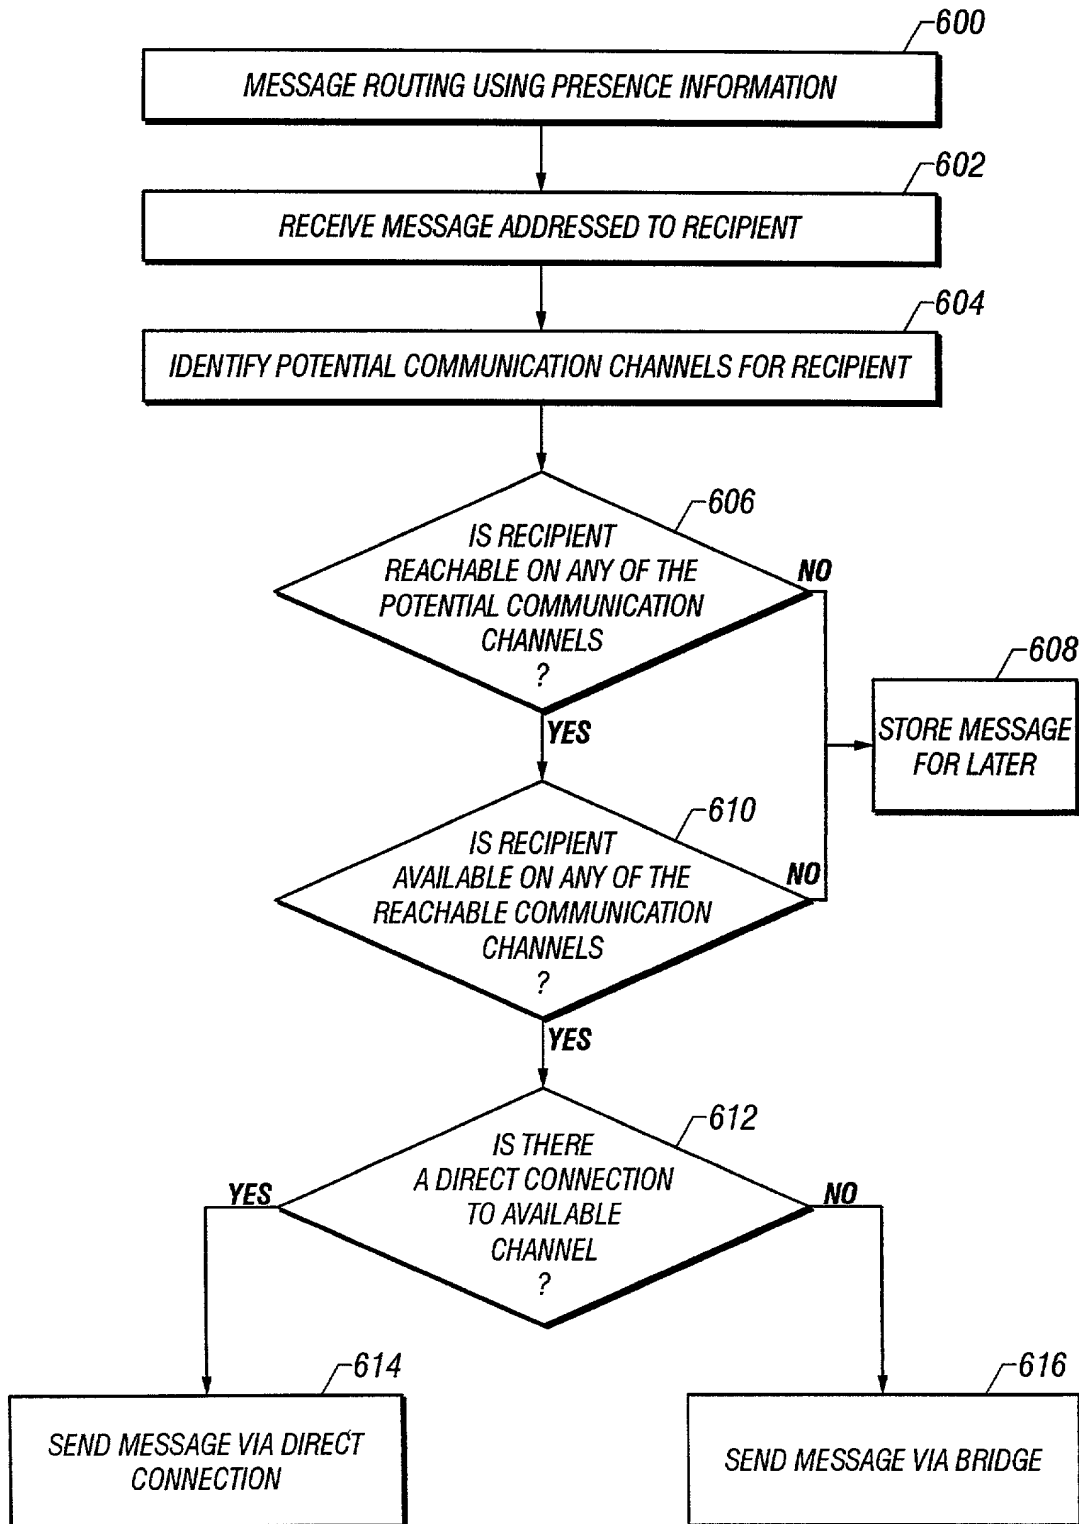 600
MESSAGE ROUTING USING PRESENCE INFORMATION
602
RECEIVE MESSAGE ADDRESSED TO RECIPIENT
604
IDENTIFY POTENTIAL COMMUNICATION CHANNELS FOR RECIPIENT
606
IS RECIPIENT
REACHABLE ON ANY OF THE
POTENTIAL COMMUNICATION
CHANNELS
?
NO
YES
608
STORE MESSAGE
FOR LATER
610
IS RECIPIENT
AVAILABLE ON ANY OF THE
REACHABLE COMMUNICATION
CHANNELS
?
NO
YES
612
IS THERE
A DIRECT CONNECTION
TO AVAILABLE
CHANNEL
?
YES
NO
614
SEND MESSAGE VIA DIRECT
CONNECTION
616
SEND MESSAGE VIA BRIDGE